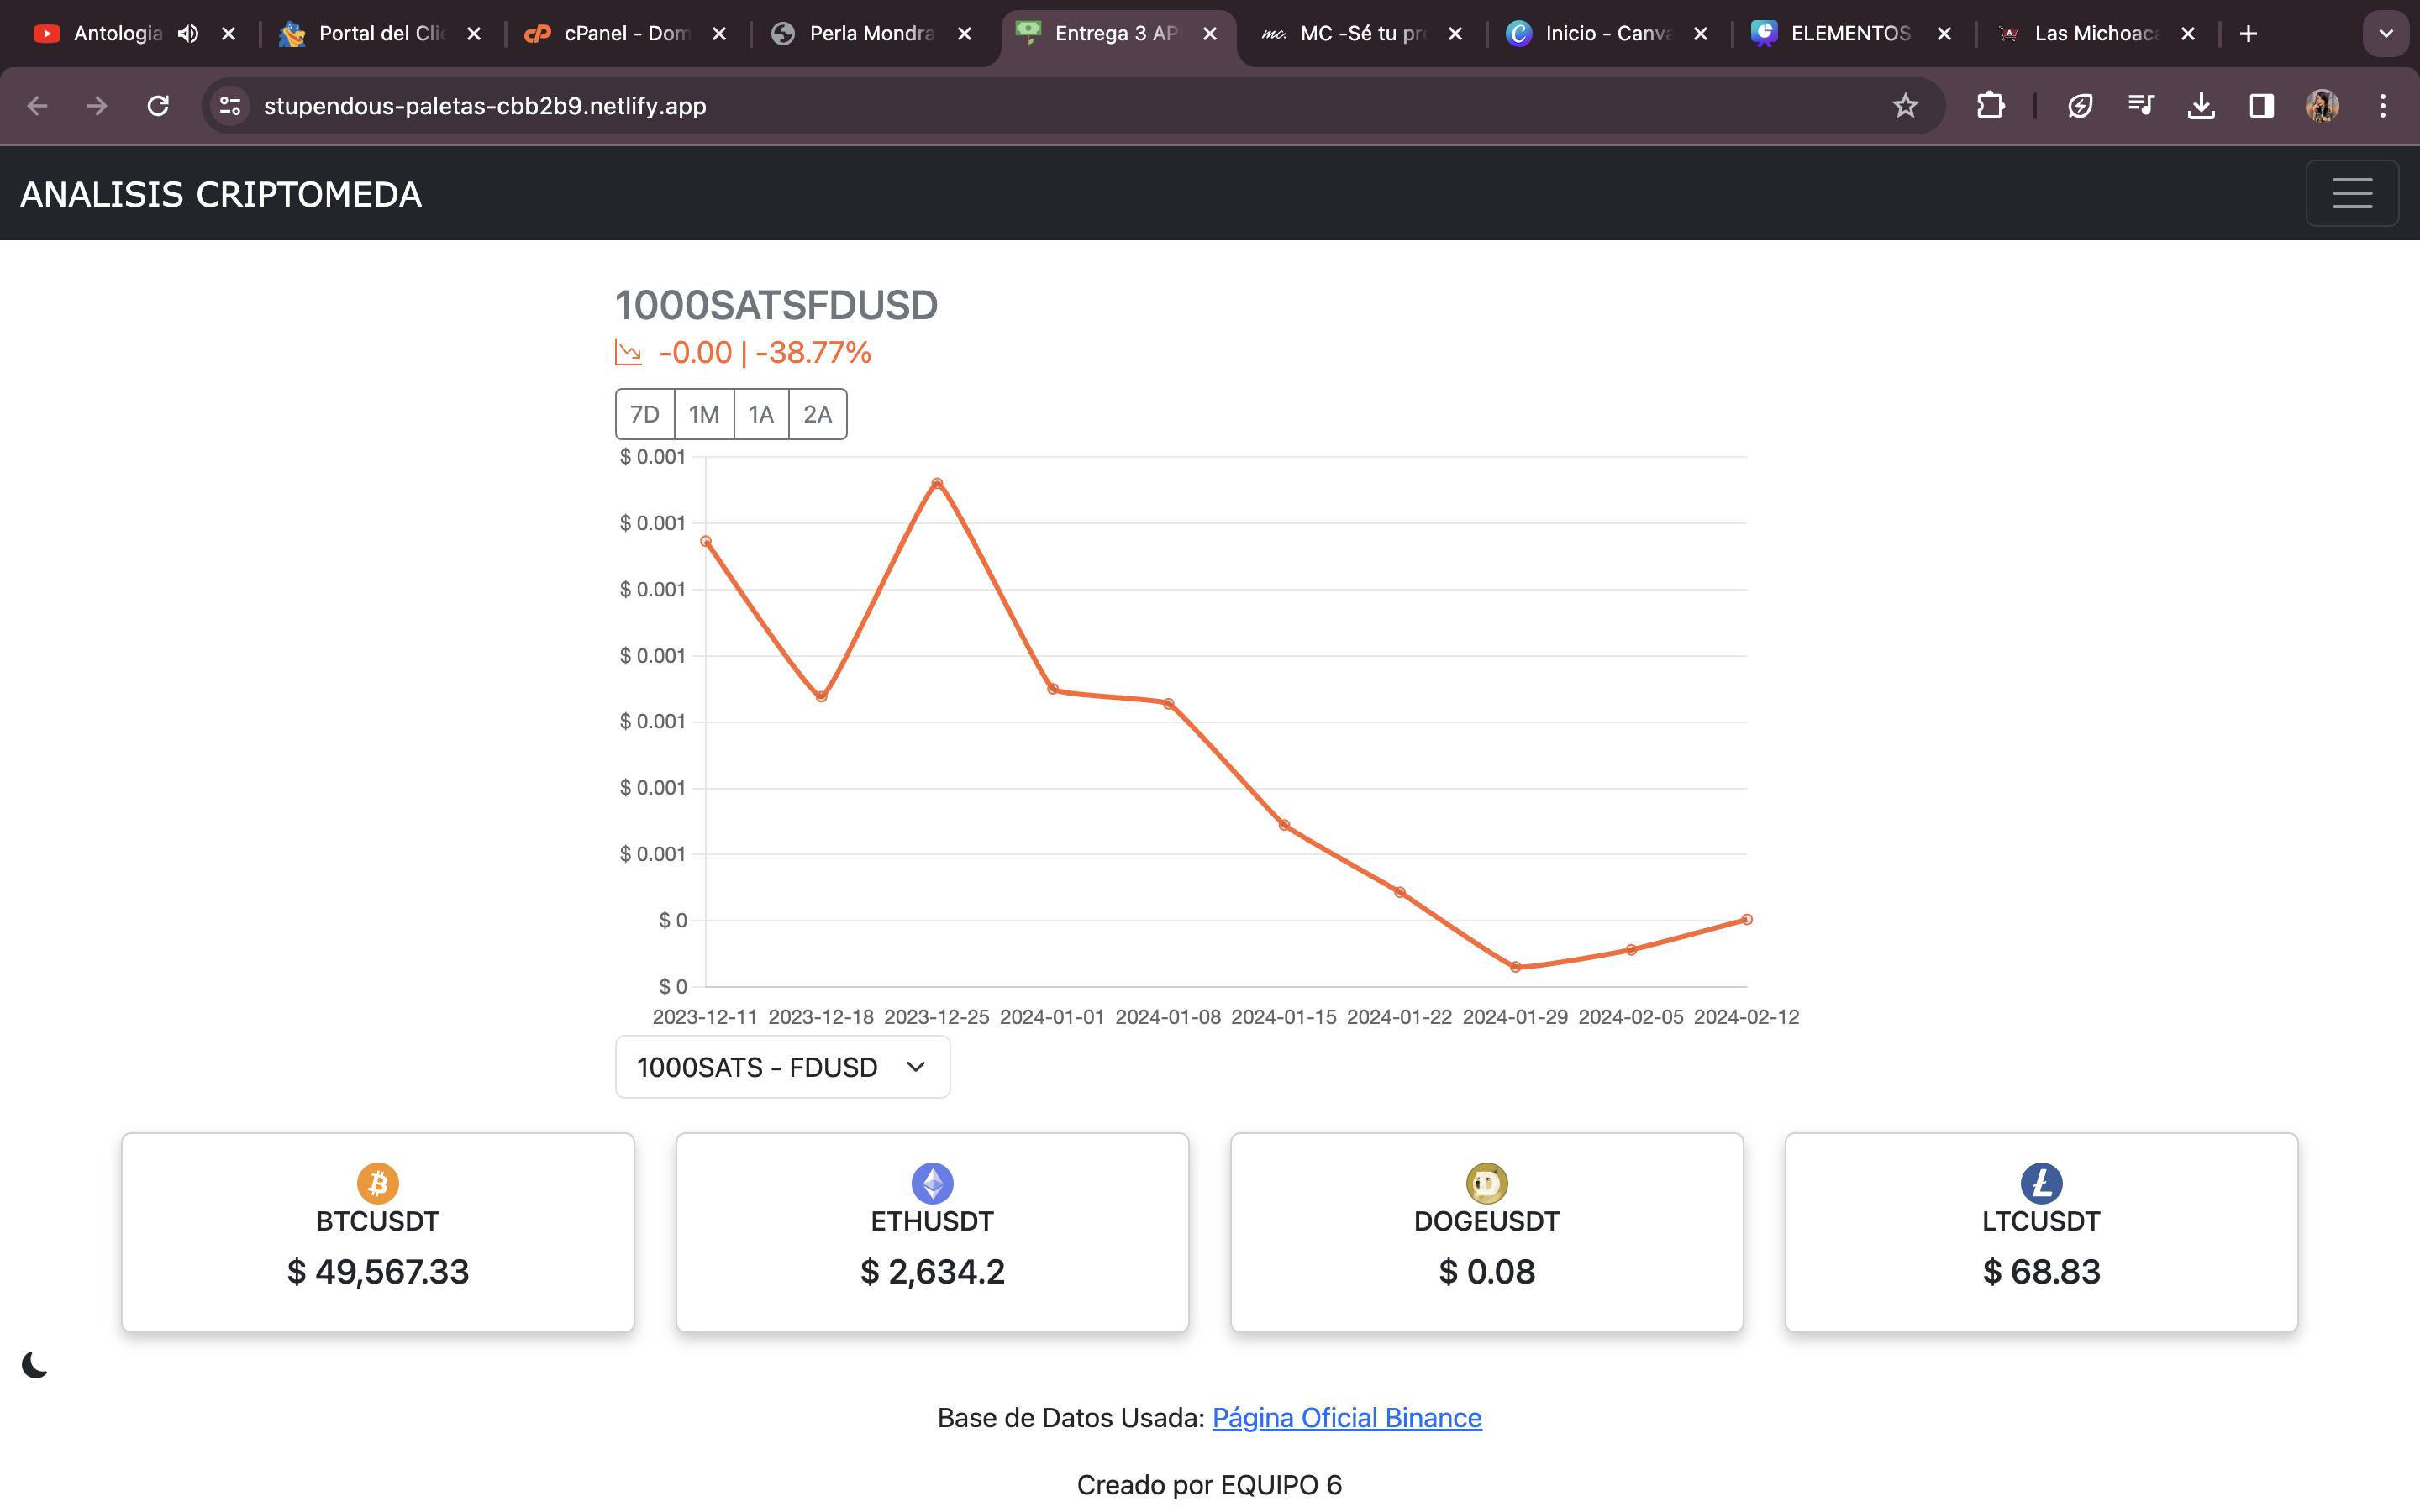 Antologia
Portal del Clie
cPanel - Dom
Perla Mondra
Entrega 3 AP
MC -Sé tu pr
Inicio - Canva
ELEMENTOS
Las Michoaca
stupendous-paletas-cbb2b9.netlify.app
ANALISIS CRIPTOMEDA
1000SATSFDUSD
-0.00 | -38.77%
7D 1M 1A 2A
$ 0.001
$ 0.001
$ 0.001
$ 0.001
$ 0.001
$ 0.001
$ 0.001
$ 0
$ 0
2023-12-11 2023-12-18 2023-12-25 2024-01-01 2024-01-08 2024-01-15 2024-01-22 2024-01-29 2024-02-05 2024-02-12
1000SATS - FDUSD
BTCUSDT
$ 49,567.33
ETHUSDT
$ 2,634.2
DOGEUSDT
$ 0.08
LTCUSDT
$ 68.83
Base de Datos Usada: Página Oficial Binance
Creado por EQUIPO 6